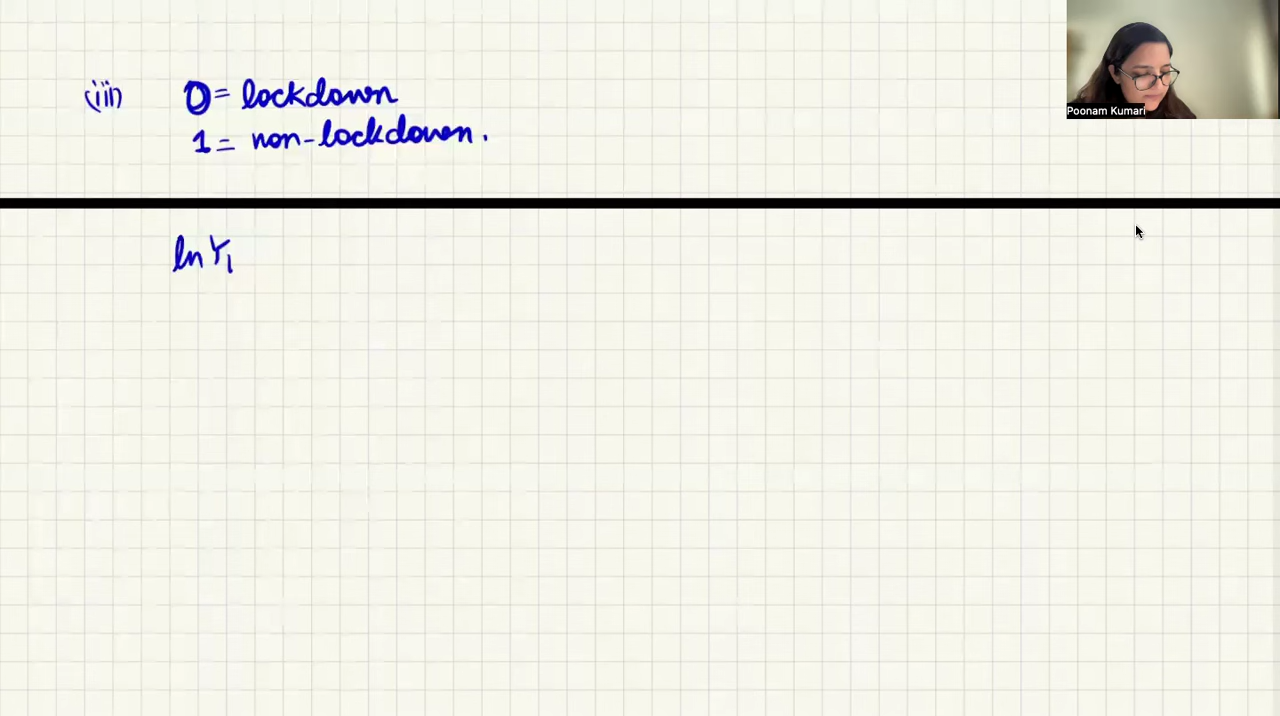 (iii) 0 = lockdown
1 = non-lockdown.
ln Y₁
Poonam Kumari